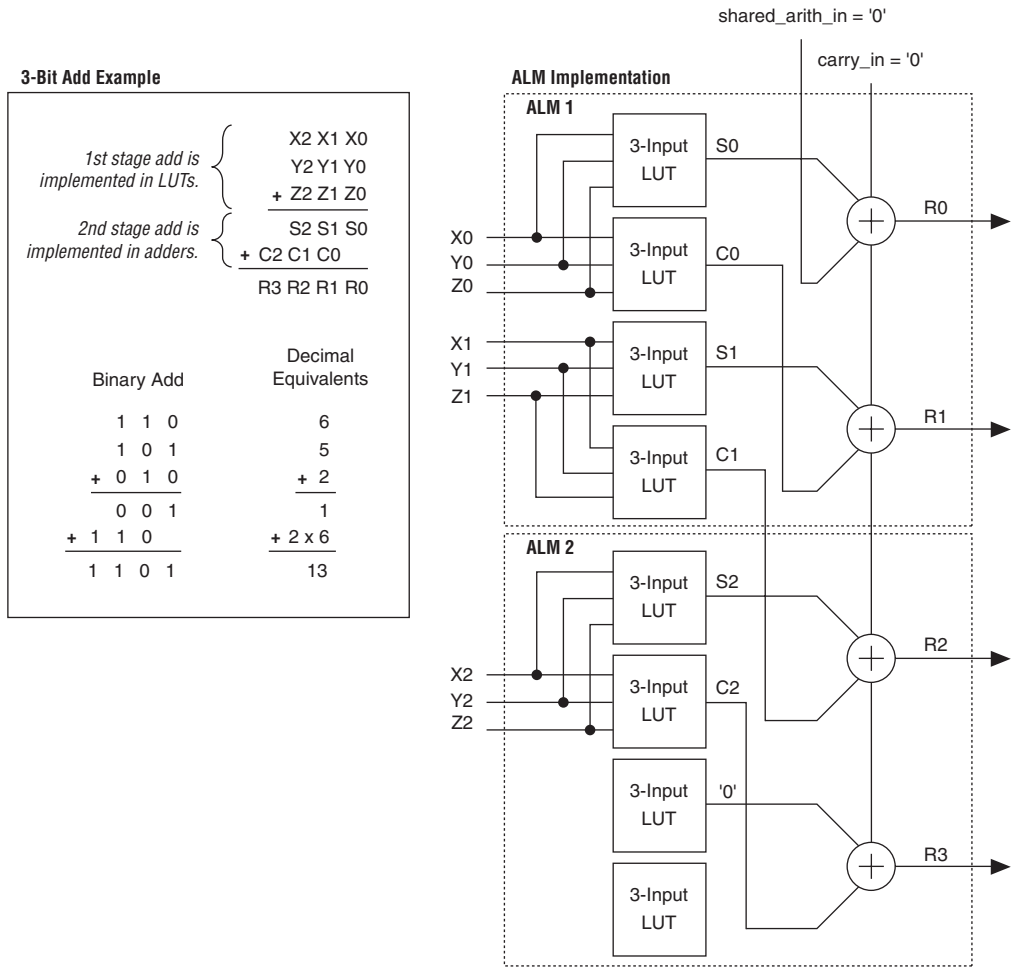 shared_arith_in = '0'
carry_in = '0'
3-Bit Add Example
1st stage add is
implemented in LUTs.
X2 X1 X0
Y2 Y1 Y0
+ Z2 Z1 Z0
2nd stage add is
implemented in adders.
S2 S1 S0
+ C2 C1 C0
R3 R2 R1 R0
Binary Add
1 1 0
1 0 1
+ 0 1 0
0 0 1
+ 1 1 0
1 1 0 1
Decimal
Equivalents
6
5
+ 2
1
+ 2 x 6
13
ALM Implementation
ALM 1
3-Input
LUT
S0
R0
X0
Y0
Z0
3-Input
LUT
C0
X1
Y1
Z1
3-Input
LUT
S1
R1
3-Input
LUT
C1
ALM 2
3-Input
LUT
S2
R2
X2
Y2
Z2
3-Input
LUT
C2
3-Input
LUT
'0'
R3
3-Input
LUT